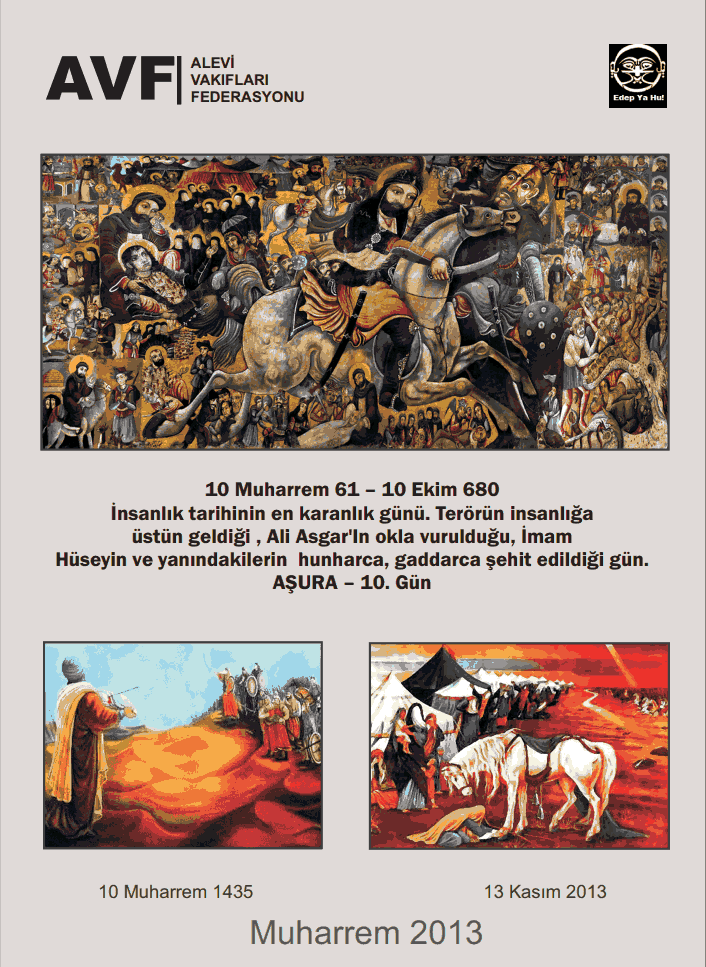 AVF
ALEVİ
VAKIFLARI
FEDERASYONU
Edep Ya Hu!
10 Muharrem 61 – 10 Ekim 680
İnsanlık tarihinin en karanlık günü. Terörün insanlığa
üstün geldiği , Ali Asgar'In okla vurulduğu, İmam
Hüseyin ve yanındakilerin hunharca, gaddarca şehit edildiği gün.
AŞURA – 10. Gün
10 Muharrem 1435
13 Kasım 2013
Muharrem 2013